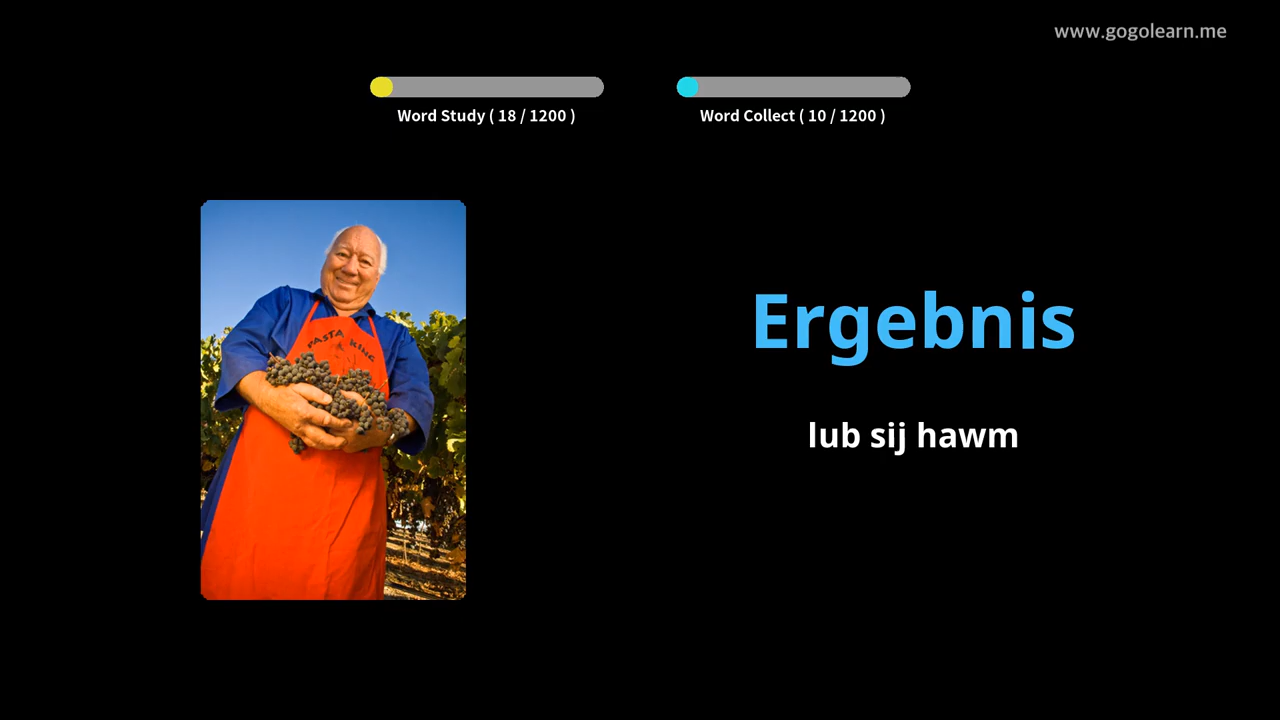 www.gogolearn.me
Word Study ( 18 / 1200 )
Word Collect ( 10 / 1200 )
PASTA KING
Ergebnis
lub sij hawm